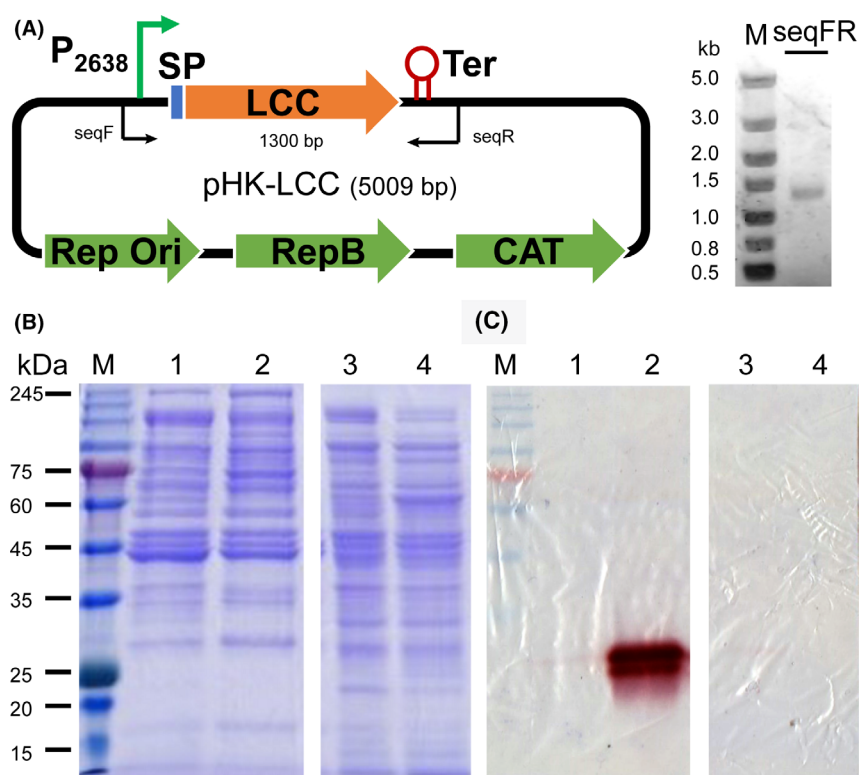 (A)
P2638
SP
LCC
Ter
seqF
1300 bp
seqR
pHK-LCC (5009 bp)
Rep Ori
RepB
CAT
kb
M
seqFR
5.0
3.0
2.0
1.5
1.0
0.8
0.5
(B)
kDa
M 1 2 3 4
245
75
60
45
35
25
20
15
(C)
M 1 2 3 4